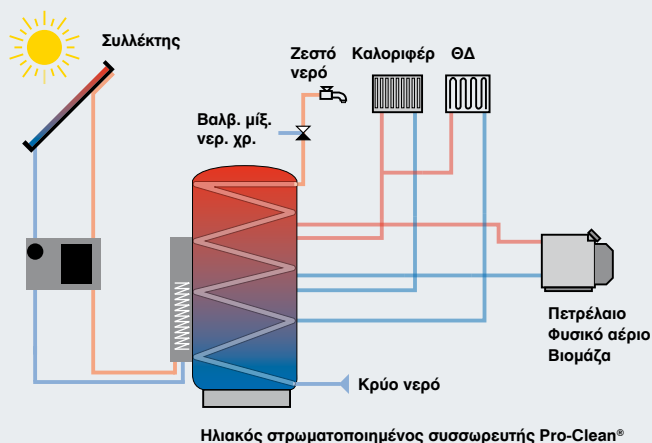 Συλλέκτης
Ζεστό
νερό
Καλοριφέρ
ΘΔ
Βαλβ. μίξ.
νερ. χρ.
Πετρέλαιο
Φυσικό αέριο
Βιομάζα
Κρύο νερό
Ηλιακός στρωματοποιημένος συσσωρευτής Pro-Clean®